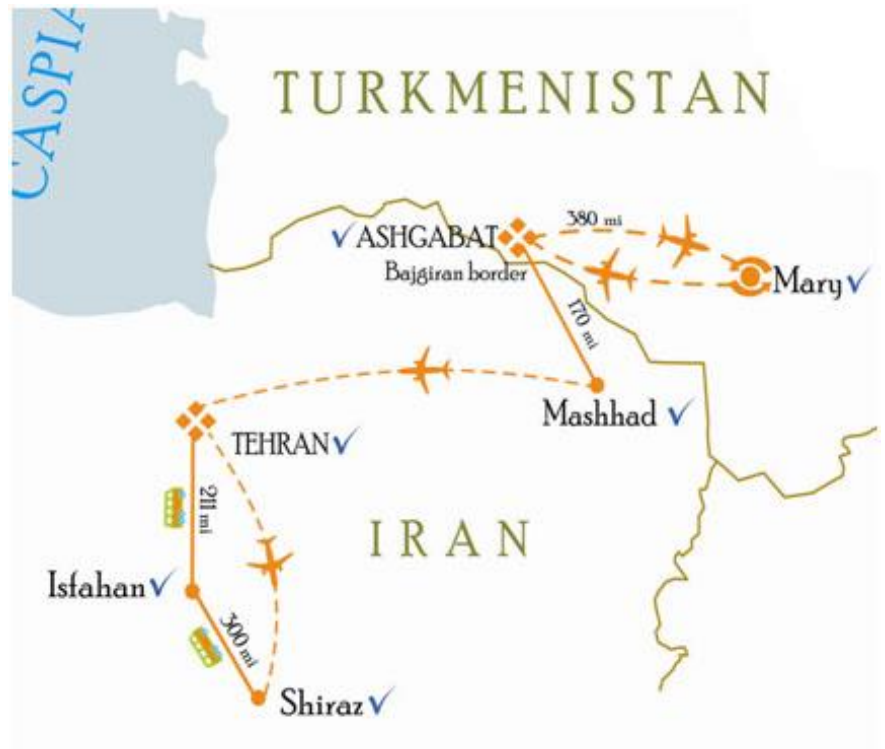 CASPIA
TURKMENISTAN
380 mi
ASHGABAT
Bajgiran border
Mary
170 mi
Mashhad
TEHRAN
211 mi
IRAN
Isfahan
300 mi
Shiraz